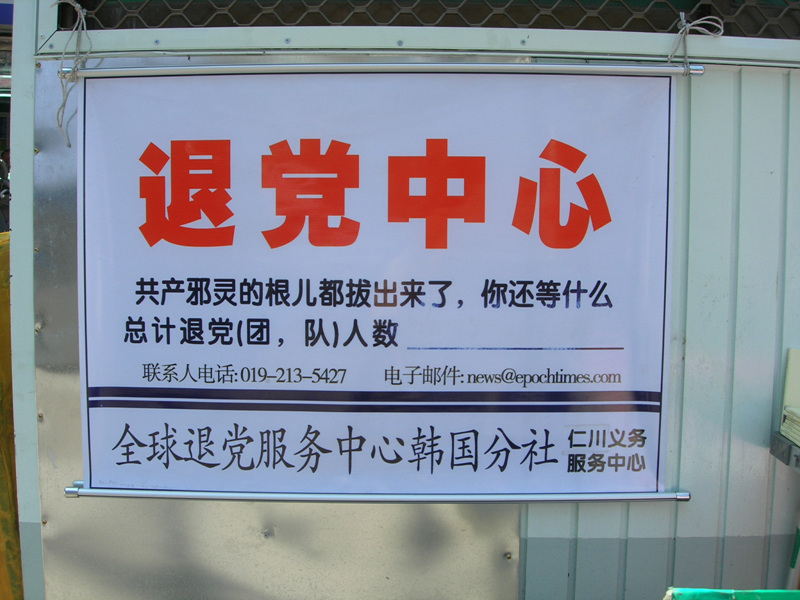 退党中心
共产邪灵的根儿都拔出来了，你还等什么
总计退党(团，队)人数
联系人电话: 019-213-5427 电子邮件: news@epochtimes.com
全球退党服务中心韩国分社
仁川义务
服务中心